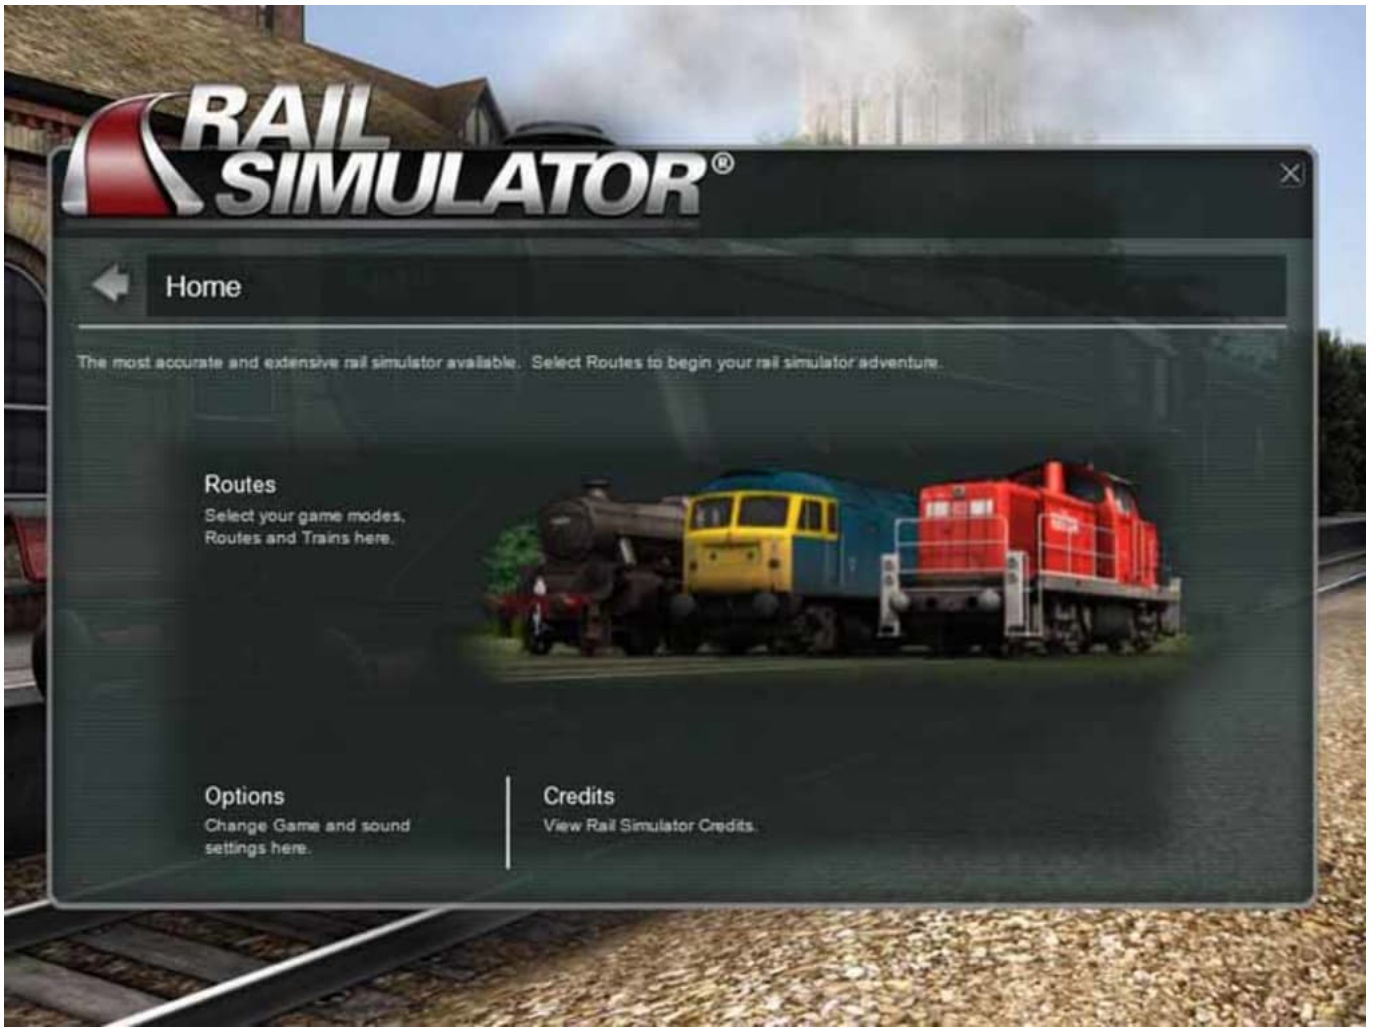 RAIL
SIMULATOR®
Home
The most accurate and extensive rail simulator available. Select Routes to begin your rail simulator adventure.
Routes
Select your game modes,
Routes and Trains here.
Options
Change Game and sound
settings here.
Credits
View Rail Simulator Credits.